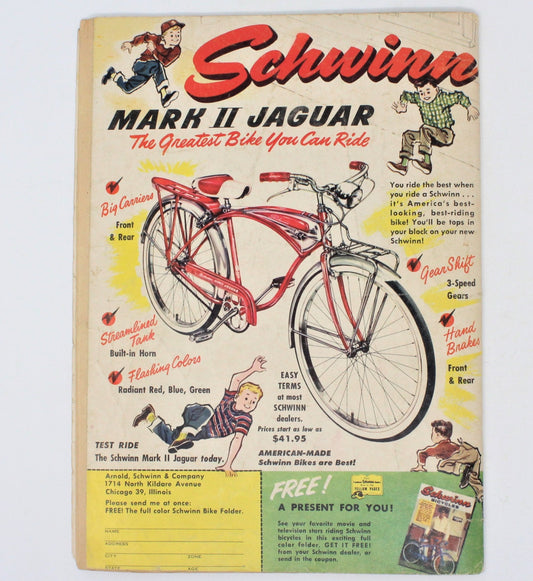 Schwinn
MARK II JAGUAR
The Greatest Bike You Can Ride
Big Carriers
Front
& Rear
You ride the best when
you ride a Schwinn . . .
it's America's best-
looking, best-riding
bike! You'll be tops in
your block on your new
Schwinn!
Gear Shift
3-Speed
Gears
Streamlined
Tank
Built-in Horn
Hand
Brakes
Front
& Rear
Flashing Colors
Radiant Red, Blue, Green
EASY
TERMS
at most
SCHWINN
dealers.
Prices start as low as
$41.95
TEST RIDE
The Schwinn Mark II Jaguar today.
AMERICAN-MADE
Schwinn Bikes are Best!
Arnold, Schwinn & Company
1714 North Kildare Avenue
Chicago 39, Illinois
Please send me at once:
FREE! The full color Schwinn Bike Folder.
NAME
ADDRESS
CITY ZONE
STATE AGE
FREE!
YELLOW PAGES
A PRESENT FOR YOU!
See your favorite movie and
television stars riding Schwinn
bicycles in this exciting full
color folder. GET IT FREE!
from your Schwinn dealer, or
send in the coupon.
Schwinn
BICYCLES